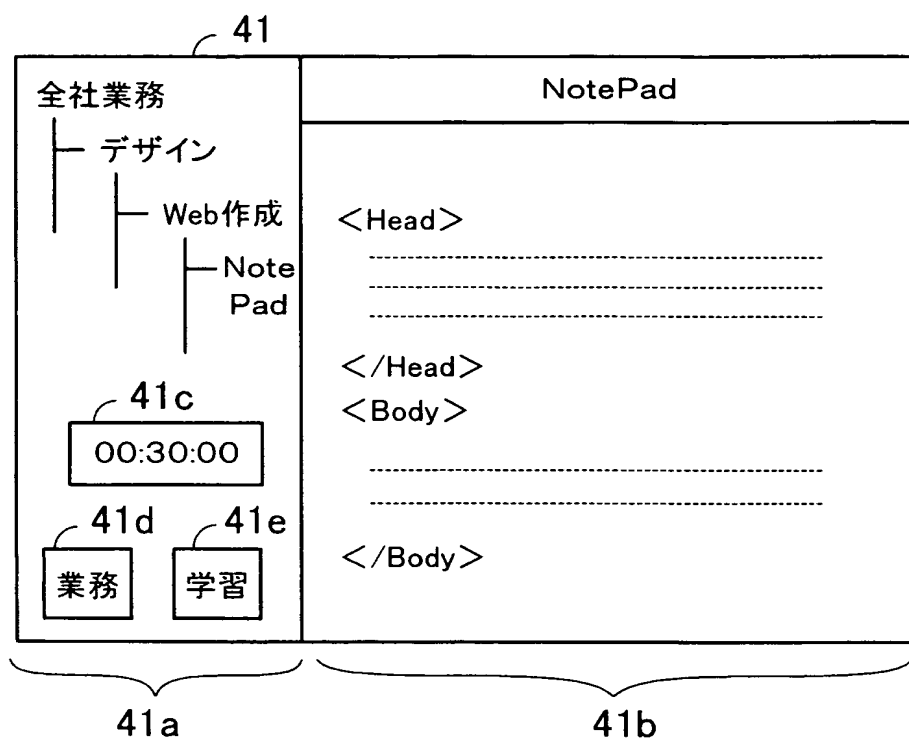 41
全社業務
デザイン
Web作成
Note
Pad
41c
00:30:00
41d
41e
業務
学習
NotePad
<Head>
</Head>
<Body>
</Body>
41a
41b